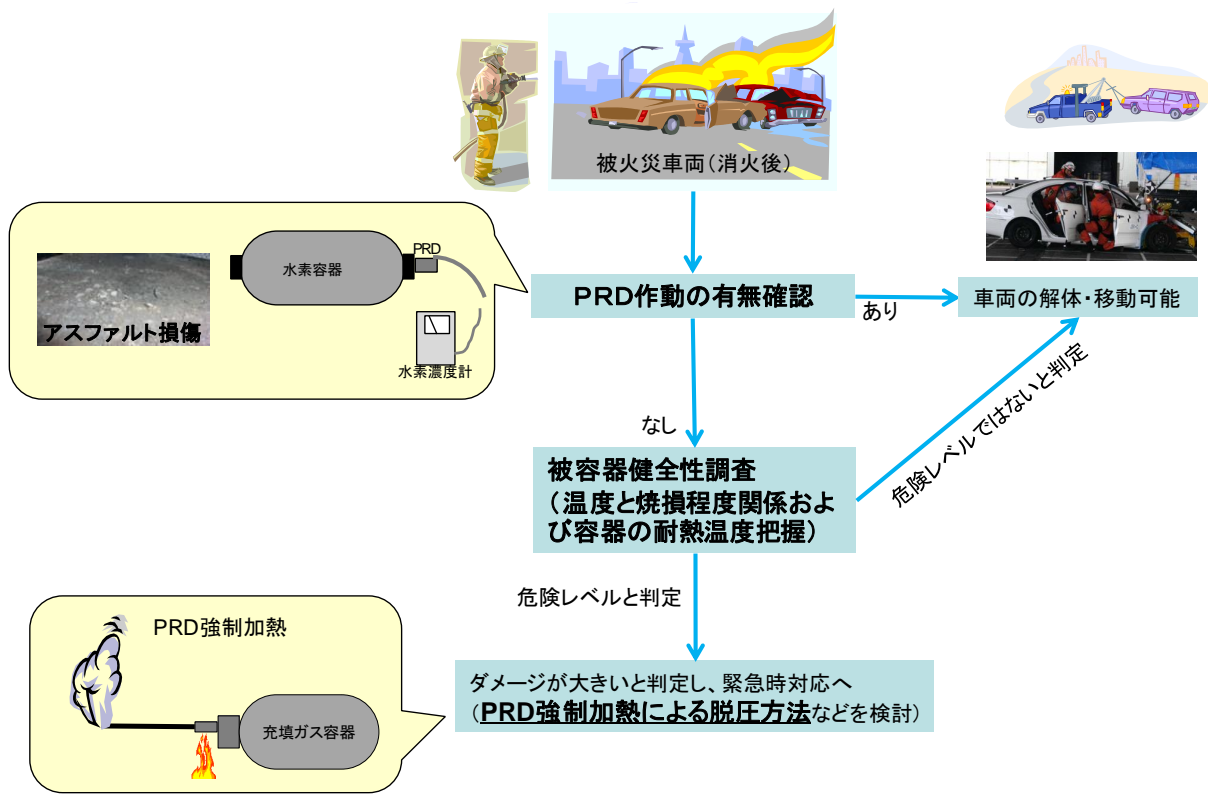 被火災車両(消火後)
PRD
水素容器
アスファルト損傷
水素濃度計
PRD作動の有無確認
あり
車両の解体・移動可能
なし
危険レベルではないと判定
被容器健全性調査
(温度と焼損程度関係およ
び容器の耐熱温度把握)
危険レベルと判定
PRD強制加熱
充填ガス容器
ダメージが大きいと判定し、緊急時対応へ
(PRD強制加熱による脱圧方法などを検討)